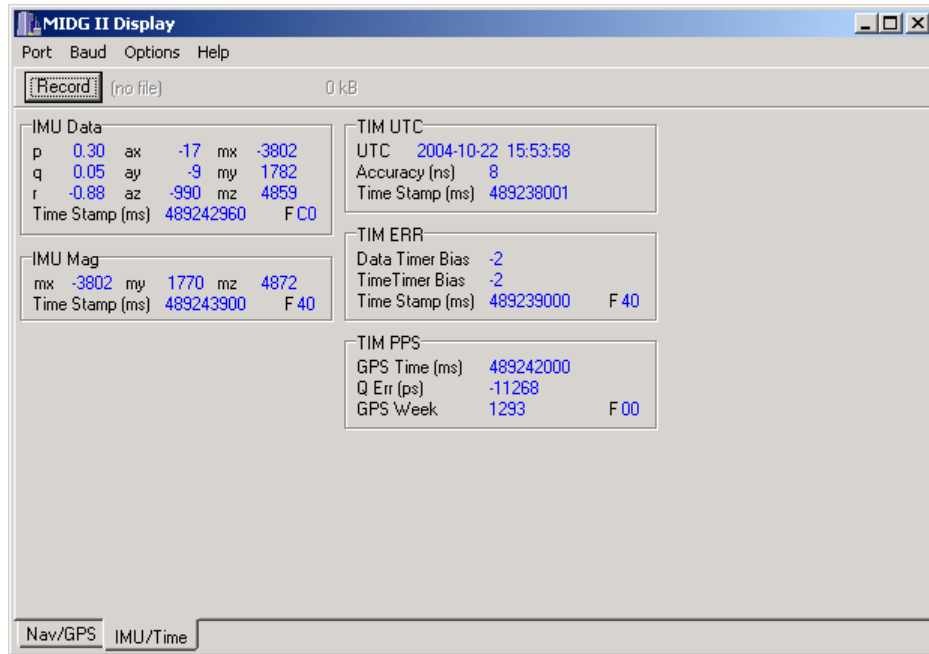 MIDG II Display
Port Baud Options Help
Record (no file) 0 kB
IMU Data
p 0.30 ax -17 mx -3802
q 0.05 ay -9 my 1782
r -0.88 az -990 mz 4859
Time Stamp (ms) 489242960 F C0
IMU Mag
mx -3802 my 1770 mz 4872
Time Stamp (ms) 489243900 F 40
TIM UTC
UTC 2004-10-22 15:53:58
Accuracy (ns) 8
Time Stamp (ms) 489238001
TIM ERR
Data Timer Bias -2
TimeTimer Bias -2
Time Stamp (ms) 489239000 F 40
TIM PPS
GPS Time (ms) 489242000
Q Err (ps) -11268
GPS Week 1293 F 00
Nav/GPS IMU/Time